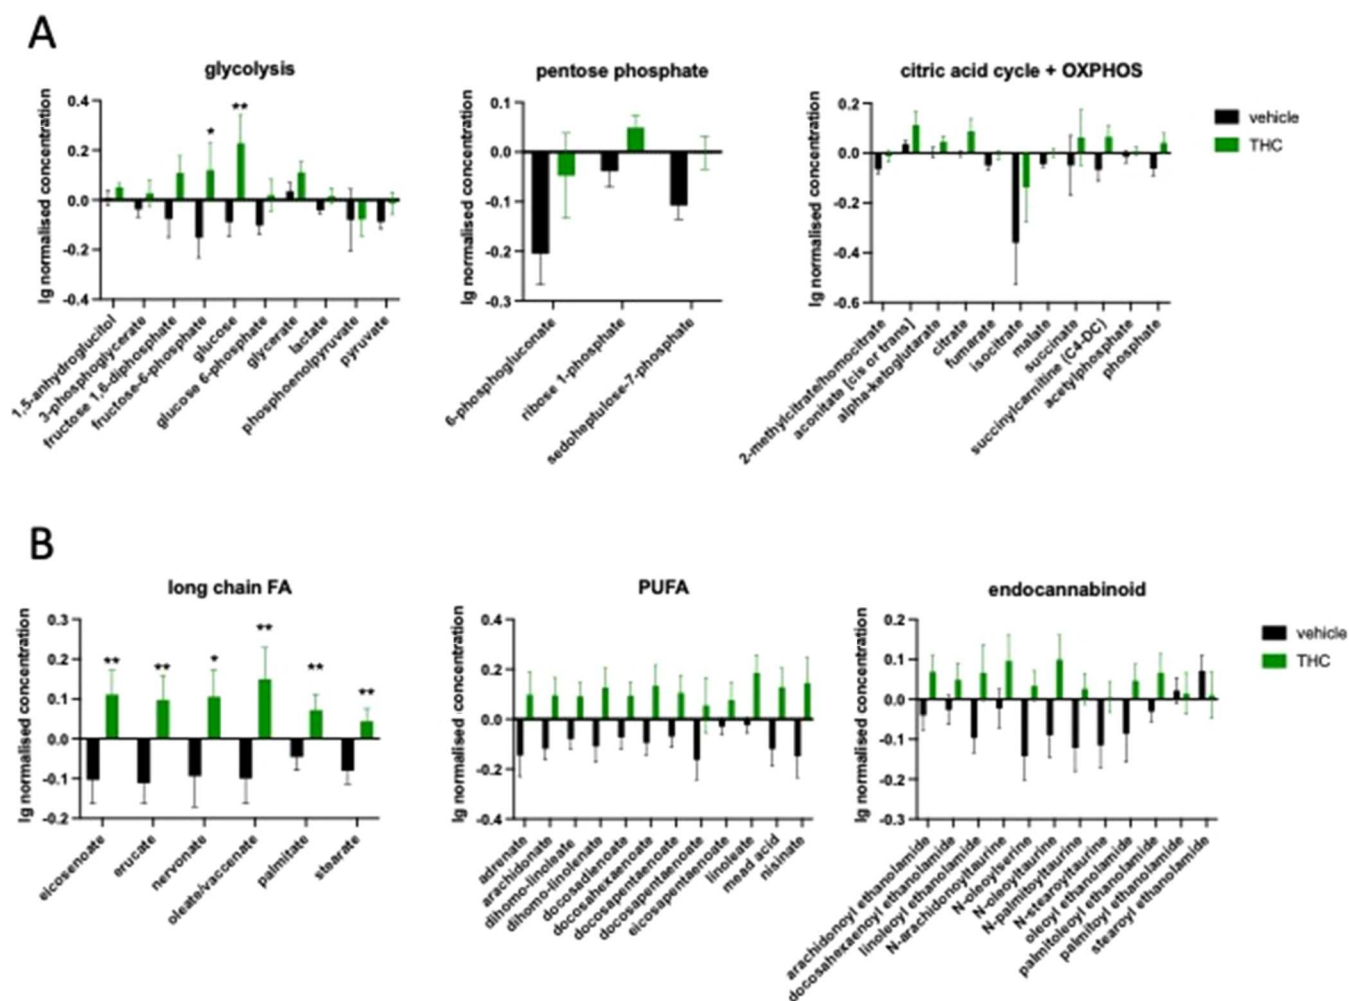 A
glycolysis
lg normalised concentration
0.4
0.2
0.0
-0.2
-0.4
*
**
1,5-anhydroglucitol
3-phosphoglycerate
fructose 1,6-diphosphate
fructose-6-phosphate
glucose
glucose 6-phosphate
glycerate
lactate
phosphoenolpyruvate
pyruvate
pentose phosphate
lg normalised concentration
0.1
0.0
-0.1
-0.2
-0.3
6-phosphogluconate
ribose 1-phosphate
sedoheptulose-7-phosphate
citric acid cycle + OXPHOS
lg normalised concentration
0.2
0.0
-0.2
-0.4
-0.6
2-methylcitrate/homocitrate
aconitate [cis or trans]
alpha-ketoglutarate
citrate
fumarate
isocitrate
malate
succinate
succinylcarnitine (C4-DC)
acetylphosphate
phosphate
vehicle
THC
B
long chain FA
lg normalised concentration
0.3
0.2
0.1
0.0
-0.1
-0.2
**
**
*
**
**
**
eicosenoate
erucate
nervonate
oleate/vaccenate
palmitate
stearate
PUFA
lg normalised concentration
0.4
0.2
0.0
-0.2
-0.4
adrenate
arachidonate
dihomo-linoleate
dihomo-linolenate
docosadienoate
docosahexaenoate
docosapentaenoate
docosapentaenoate
eicosapentaenoate
linoleate
mead acid
nisinate
endocannabinoid
lg normalised concentration
0.2
0.1
0.0
-0.1
-0.2
-0.3
arachidonoyl ethanolamide
docosahexaenoyl ethanolamide
linoleoyl ethanolamide
N-arachidonoyltaurine
N-oleoylserine
N-oleoyltaurine
N-palmitoyltaurine
N-stearoyltaurine
oleoyl ethanolamide
palmitoleoyl ethanolamide
palmitoyl ethanolamide
stearoyl ethanolamide
vehicle
THC